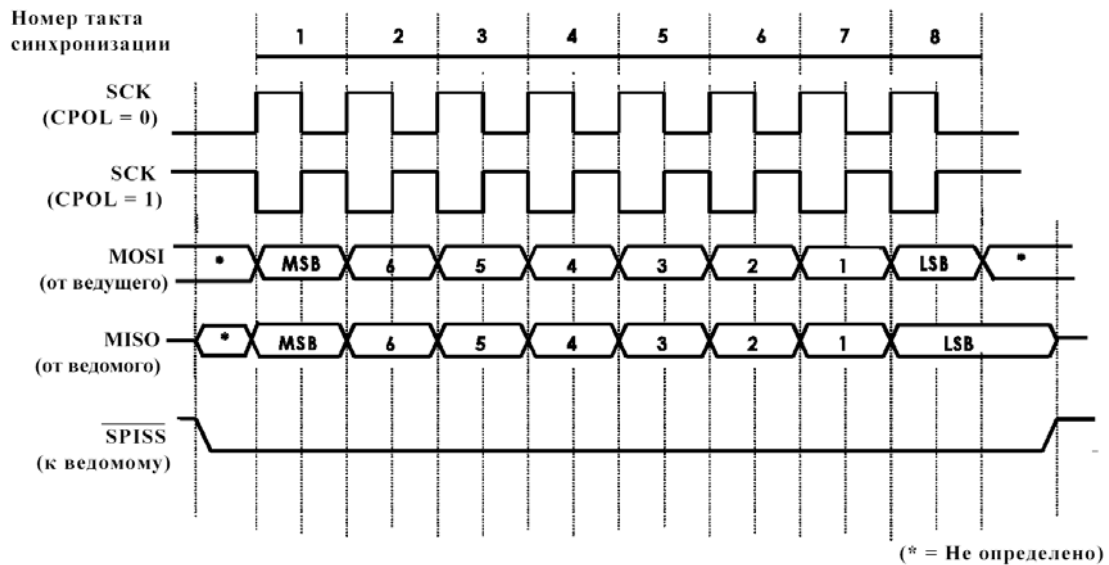 Номер такта
синхронизации
1 2 3 4 5 6 7 8
SCK
(CPOL = 0)
SCK
(CPOL = 1)
MOSI
(от ведущего)
* MSB 6 5 4 3 2 1 LSB *
MISO
(от ведомого)
* MSB 6 5 4 3 2 1 LSB
SPISS
(к ведомому)
(* = Не определено)